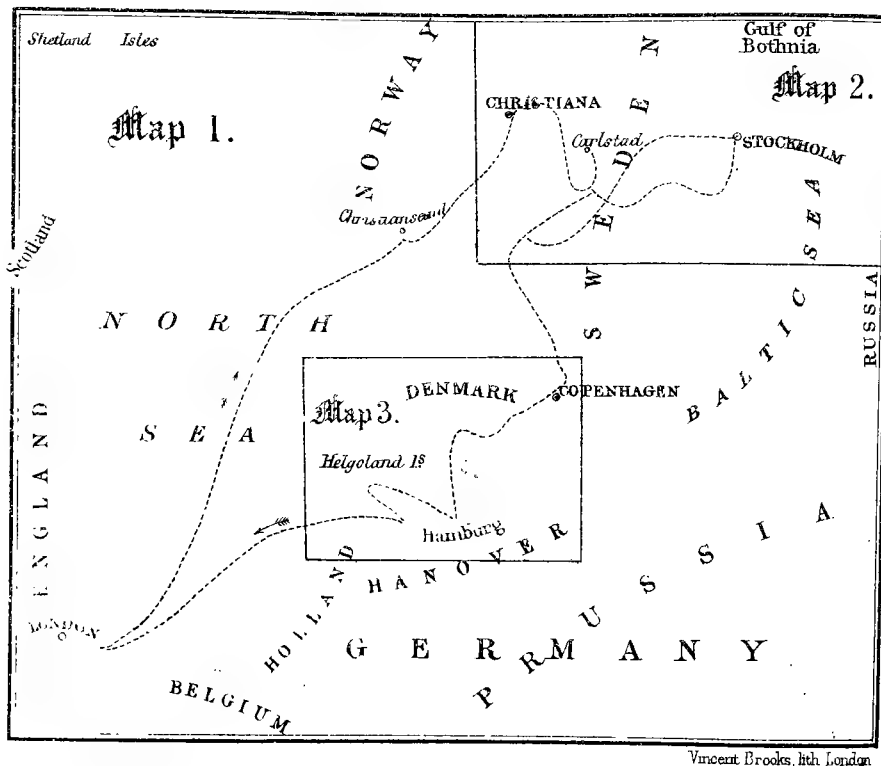 Shetland Isles
Map 1.
NORWAY
Gulf of
Bothnia
Map 2.
CHRISTIANA
Carlstad
STOCKHOLM
SWEDEN
Christiansand
Scotland
NORTH
SEA
BALTIC SEA
RUSSIA
DENMARK
COPENHAGEN
Map 3.
Helgoland Is
Hamburg
ENGLAND
LONDON
HOLLAND
HANOVER
PRUSSIA
GERMANY
BELGIUM
Vincent Brooks, lith London